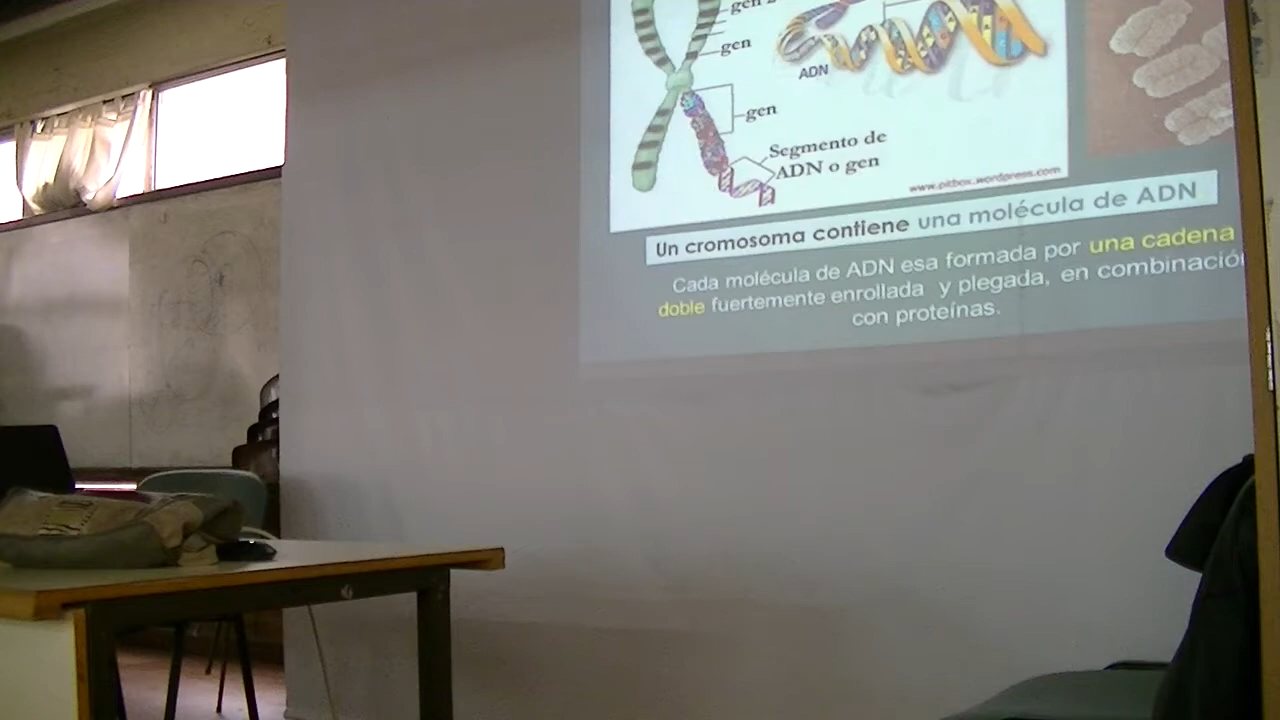 gen
gen
ADN
gen
Segmento de
ADN o gen
www.pitbox.wordpress.com
Un cromosoma contiene una molécula de ADN
Cada molécula de ADN esa formada por una cadena
doble fuertemente enrollada y plegada, en combinació
con proteínas.